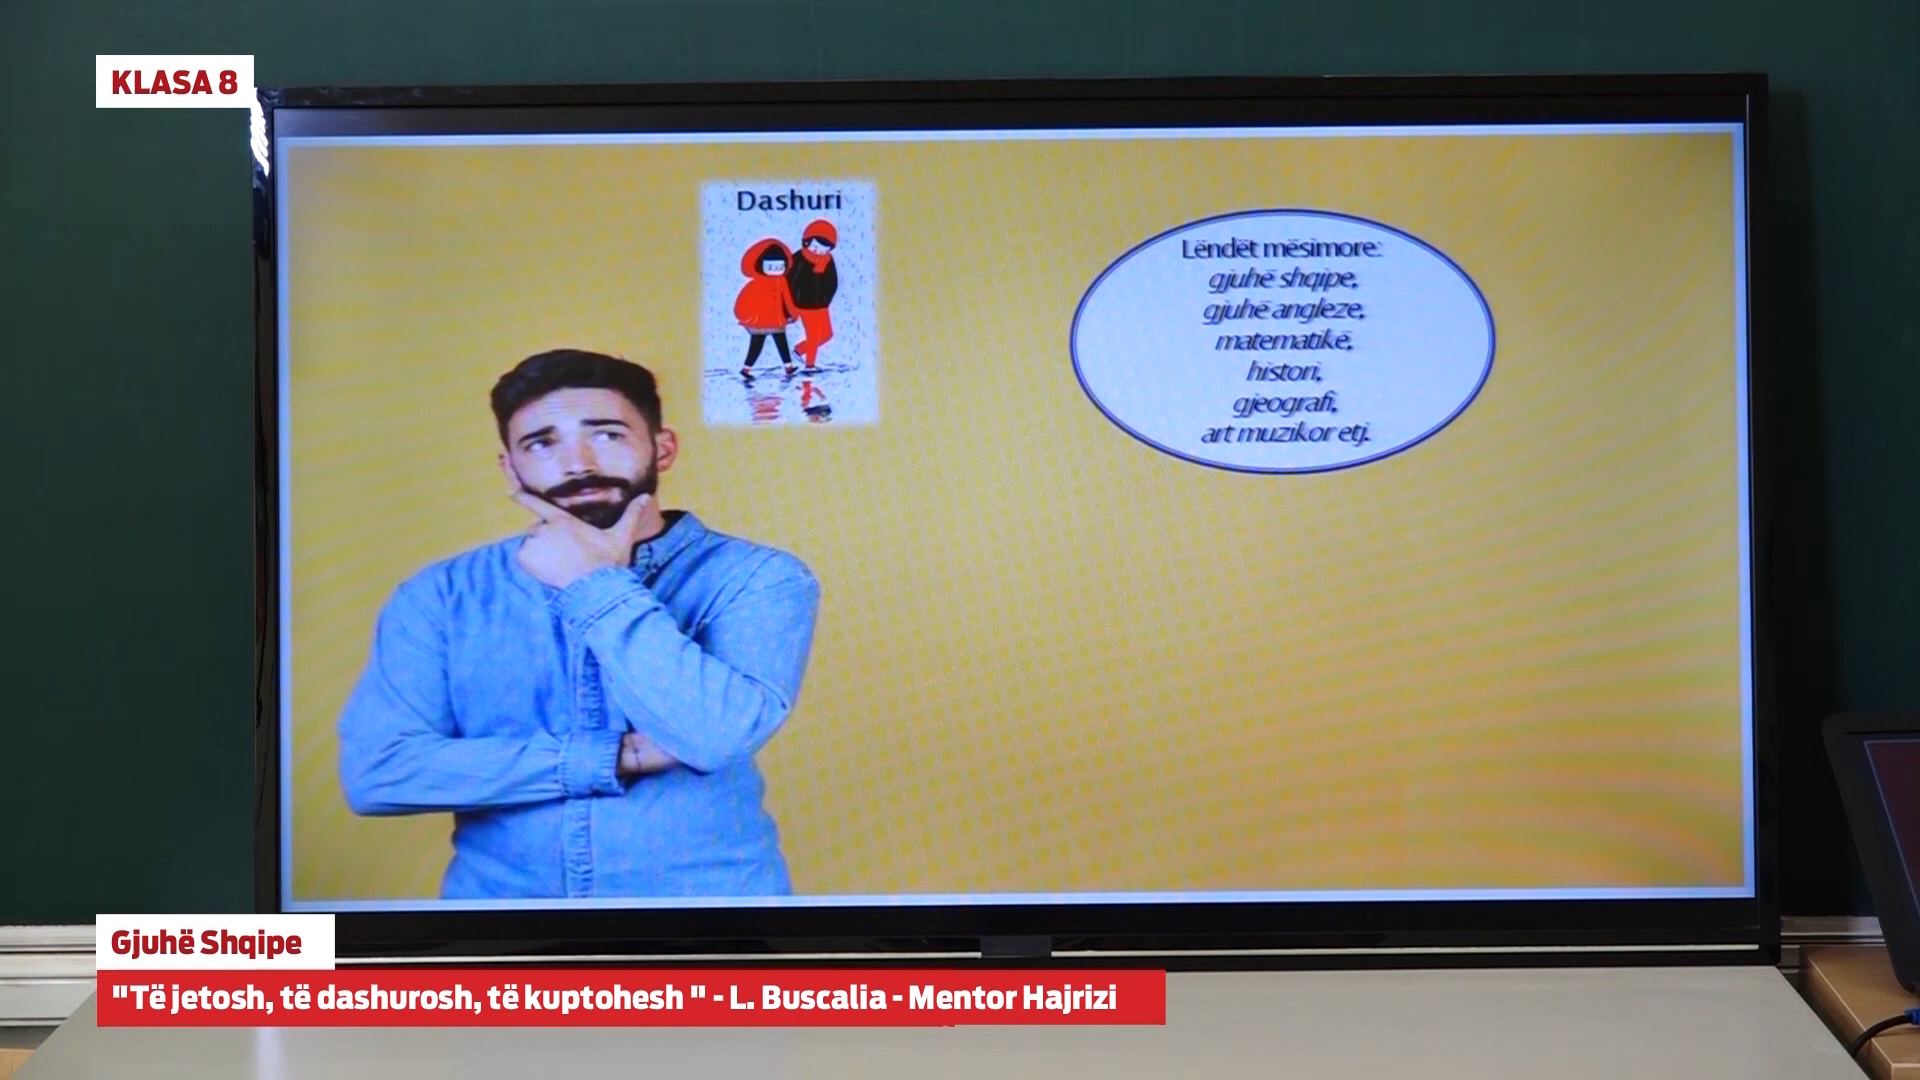 KLASA 8
Dashuri
Lëndët mësimore:
gjuhë shqipe,
gjuhë angleze,
matematikë,
histori,
gjeografi,
art muzikor etj.
Gjuhë Shqipe
"Të jetosh, të dashurosh, të kuptohesh " - L. Buscalia - Mentor Hajrizi